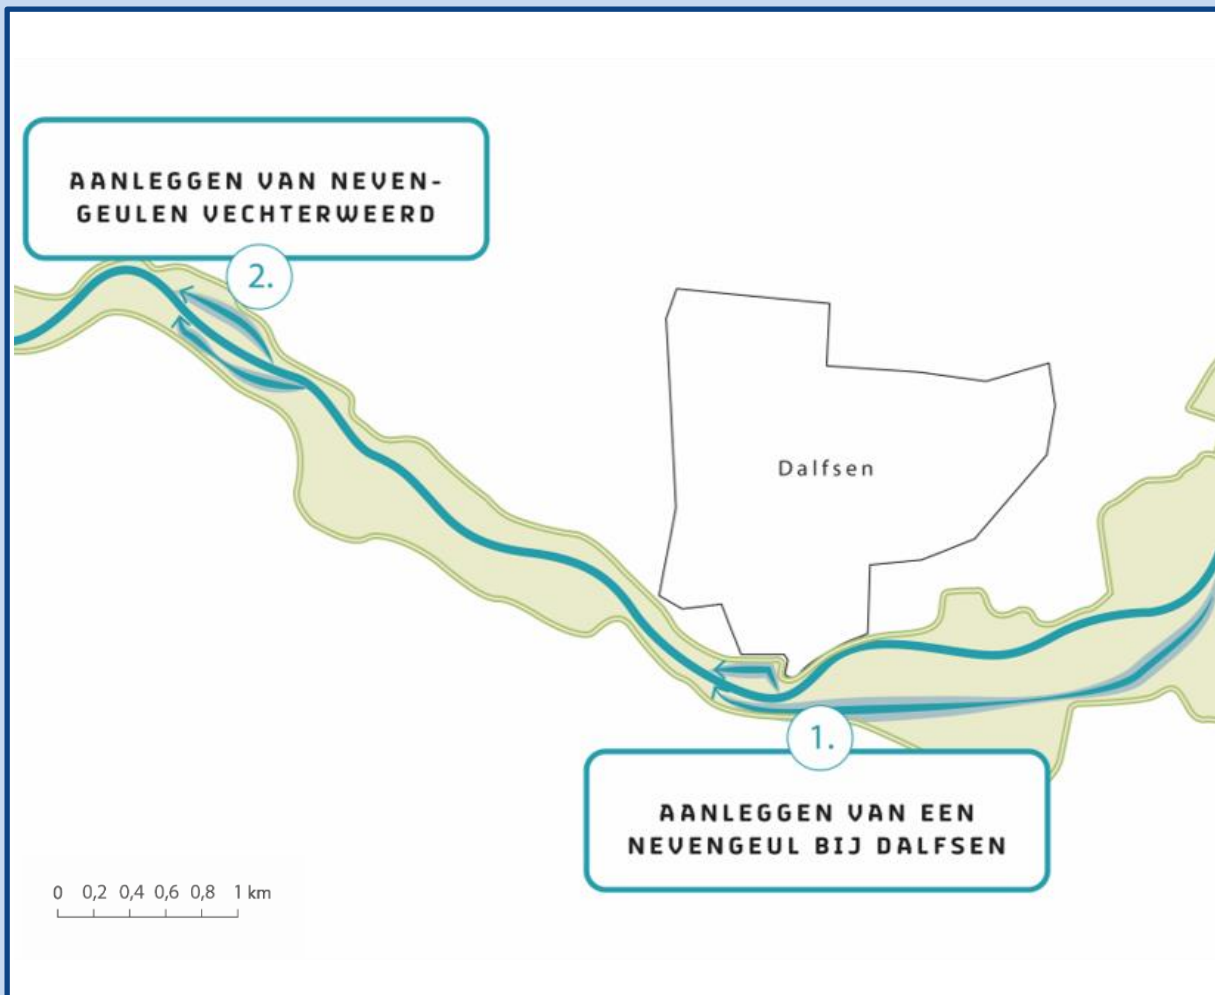 AANLEGGEN VAN NEVEN-
GEULEN VECHTERWEERD
2.
Dalfsen
1.
AANLEGGEN VAN EEN
NEVENGEUL BIJ DALFSEN
0 0,2 0,4 0,6 0,8 1 km